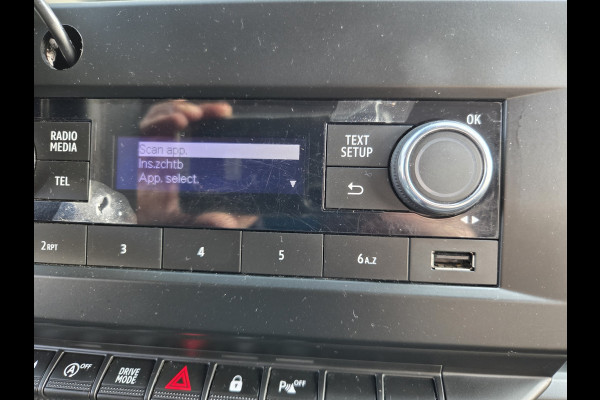 OK
RADIO
MEDIA
TEXT
SETUP
Scan app.
Ins.zchtb
App. select.
TEL
2RPT
3
4
5
6A..Z
OFF
DRIVE
MODE
P OFF